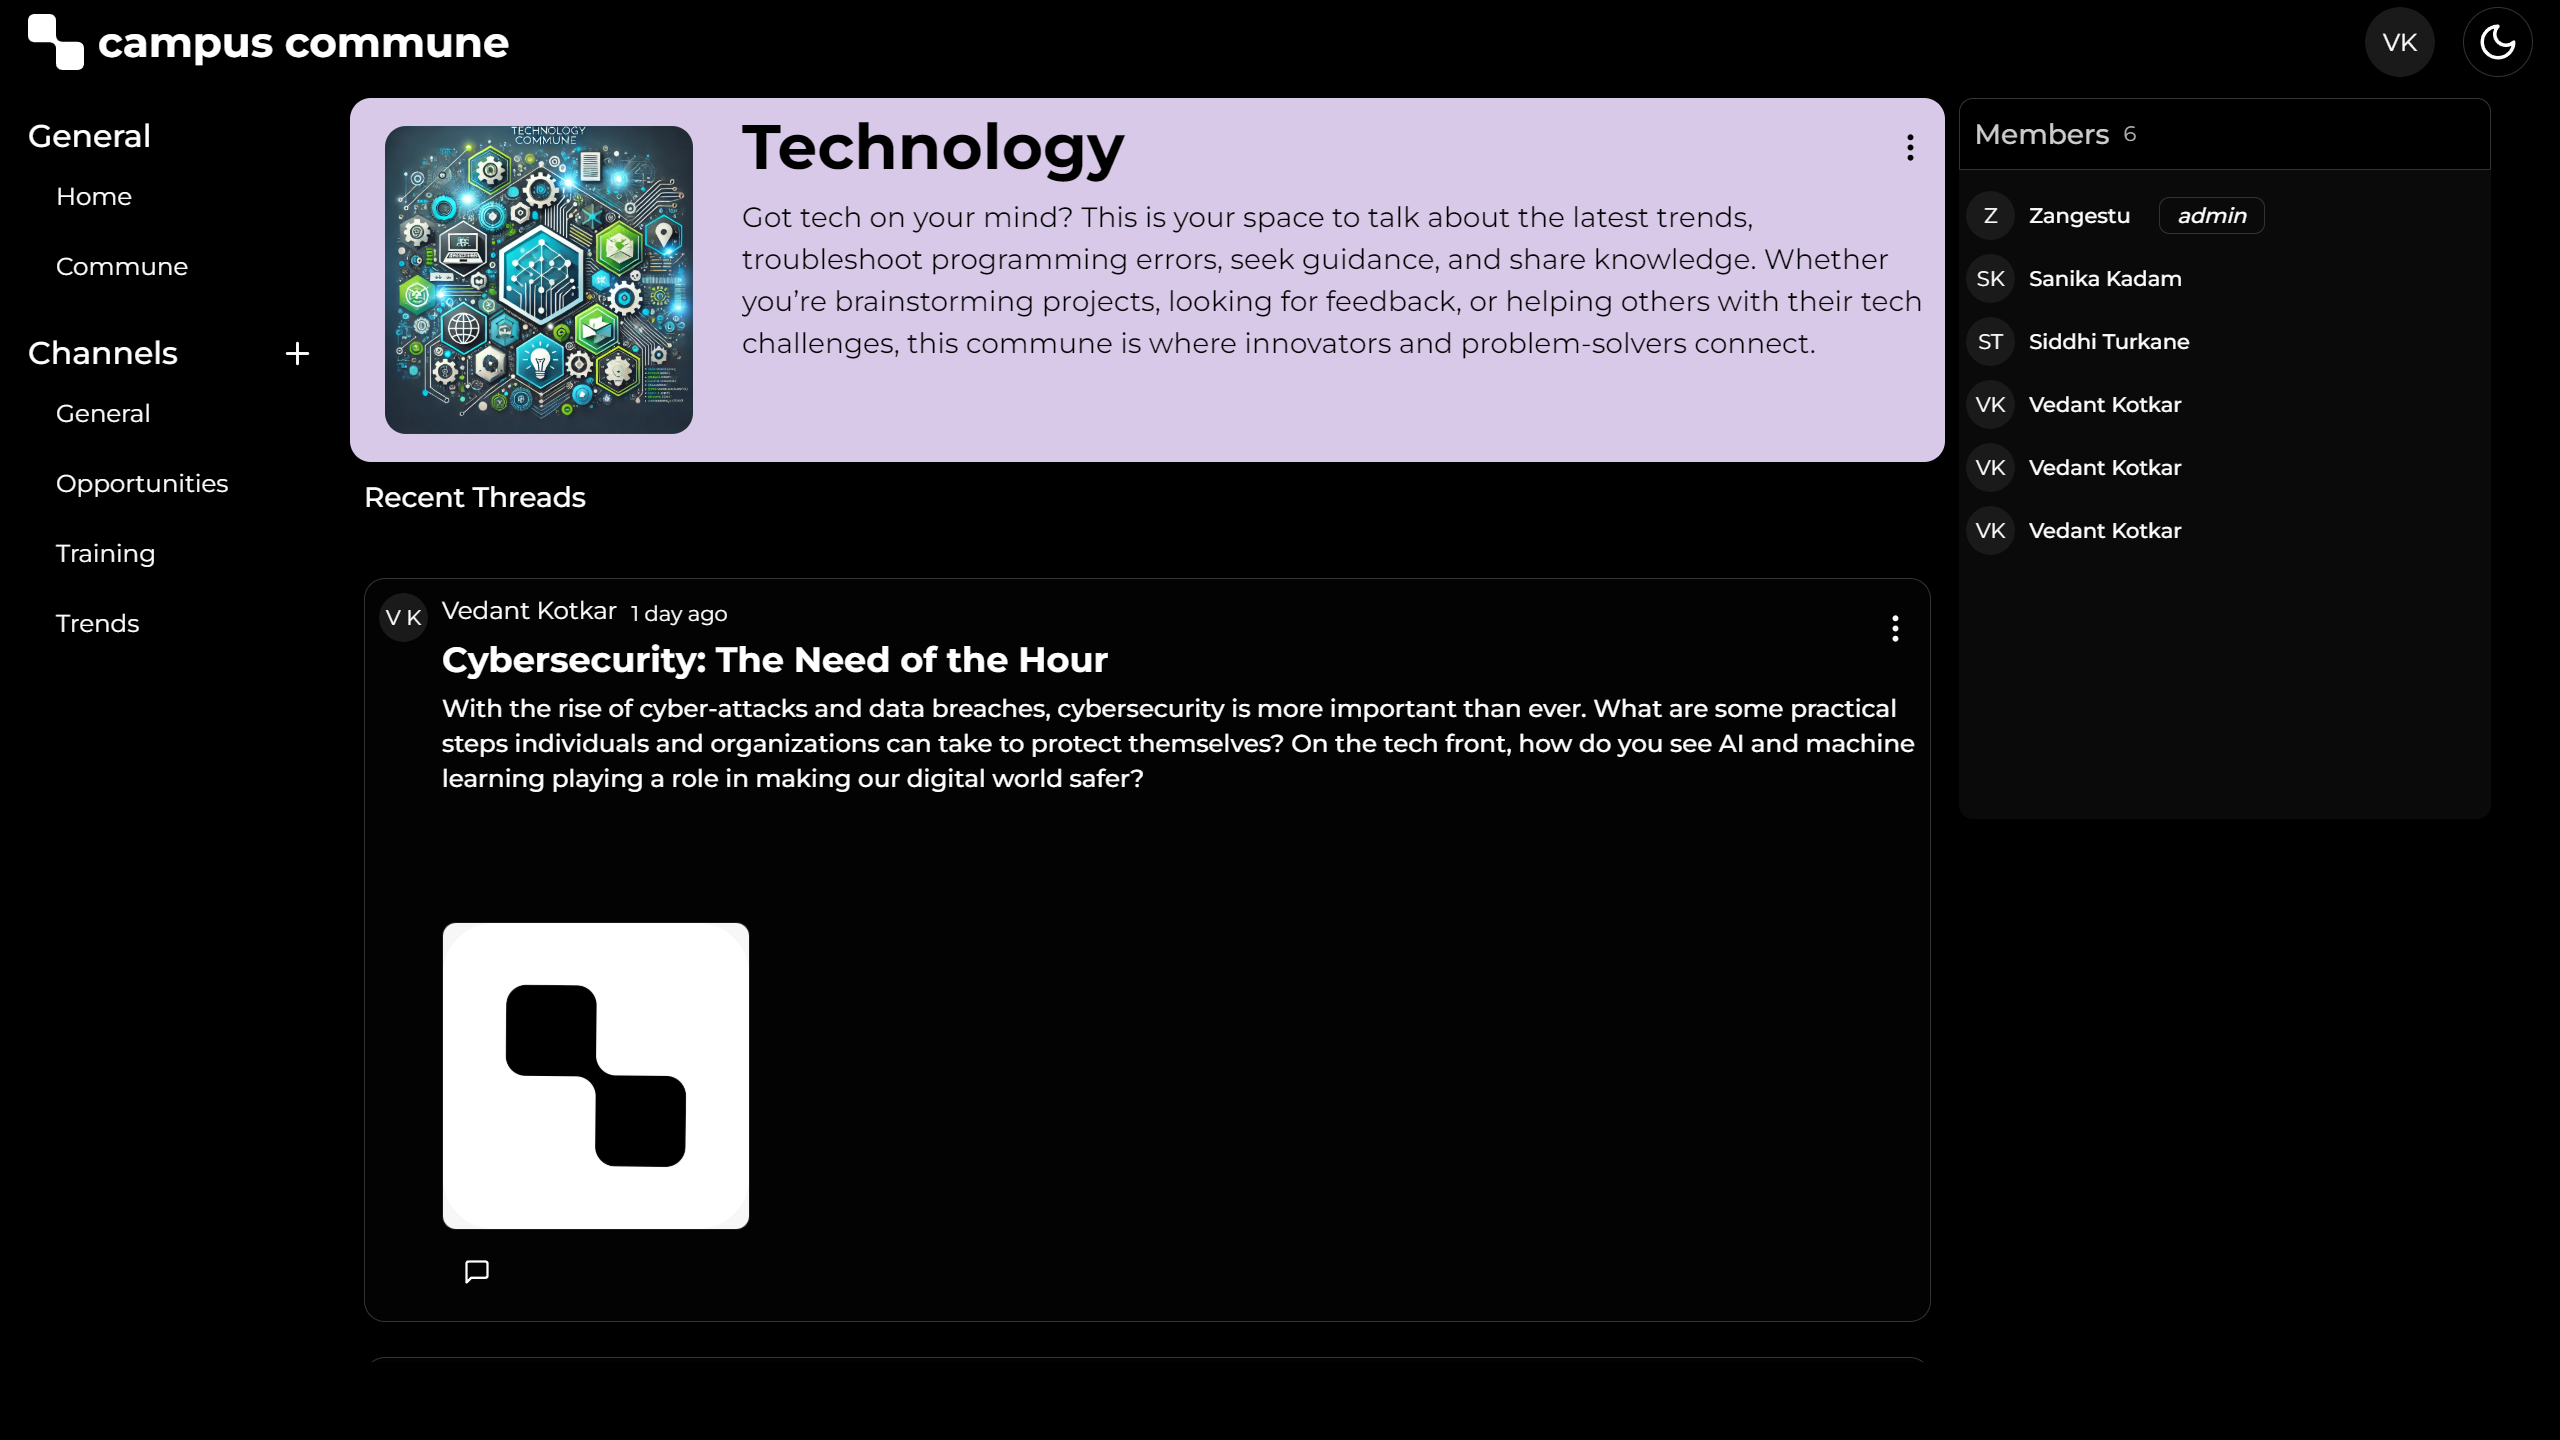 campus commune
VK
General
Home
Commune
Channels
General
Opportunities
Training
Trends
TECHNOLOGY
COMMUNE
Technology
Got tech on your mind? This is your space to talk about the latest trends,
troubleshoot programming errors, seek guidance, and share knowledge. Whether
you’re brainstorming projects, looking for feedback, or helping others with their tech
challenges, this commune is where innovators and problem-solvers connect.
Recent Threads
V K Vedant Kotkar 1 day ago
Cybersecurity: The Need of the Hour
With the rise of cyber-attacks and data breaches, cybersecurity is more important than ever. What are some practical
steps individuals and organizations can take to protect themselves? On the tech front, how do you see AI and machine
learning playing a role in making our digital world safer?
Members 6
Z Zangestu admin
SK Sanika Kadam
ST Siddhi Turkane
VK Vedant Kotkar
VK Vedant Kotkar
VK Vedant Kotkar